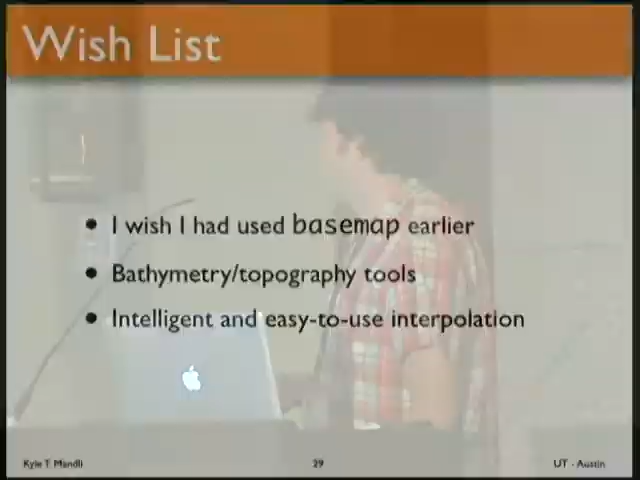 Wish List
• I wish I had used basemap earlier
• Bathymetry/topography tools
• Intelligent and easy-to-use interpolation
Kyle T. Mandli 29 UT - Austin